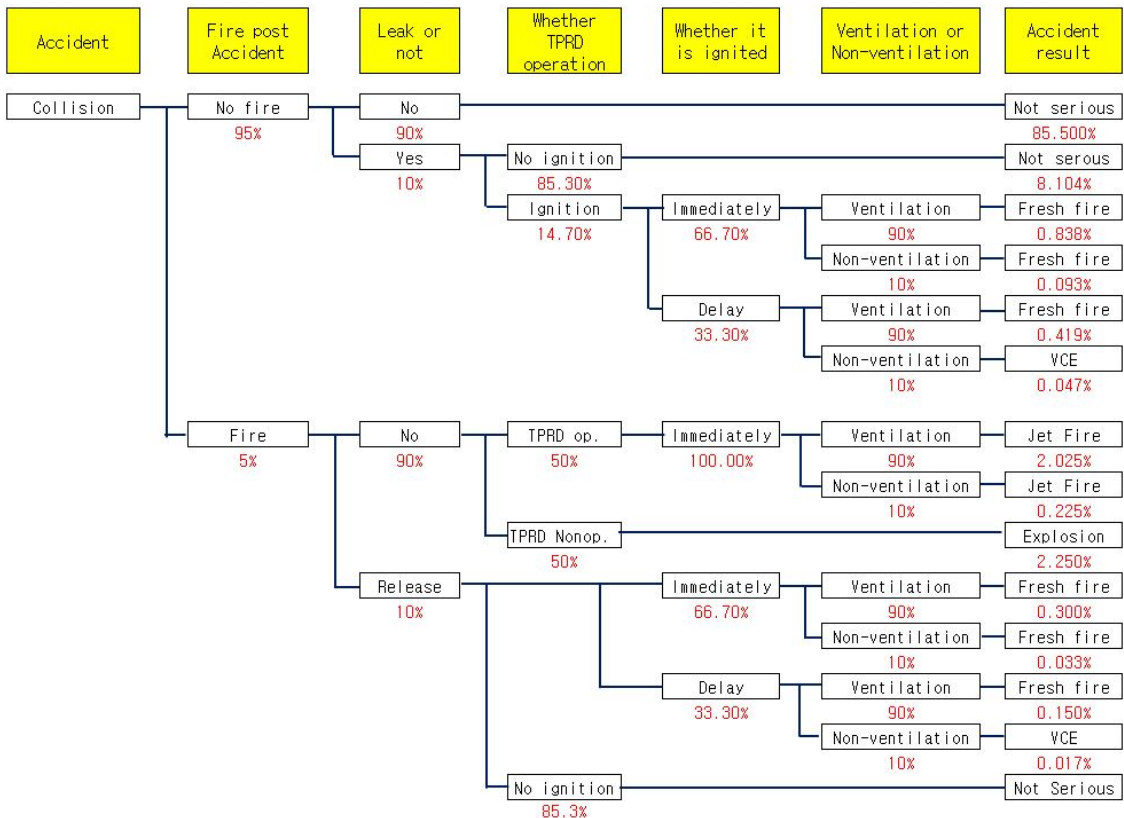 Accident
Fire post
Accident
Leak or
not
Whether
TPRD
operation
Whether it
is ignited
Ventilation or
Non-ventilation
Accident
result
Collision
No fire
No
Not serious
95%
90%
85.500%
Yes
No ignition
Not serous
10%
85.30%
8.104%
Ignition
Immediately
Ventilation
Fresh fire
14.70%
66.70%
90%
0.838%
Non-ventilation
Fresh fire
10%
0.093%
Delay
Ventilation
Fresh fire
33.30%
90%
0.419%
Non-ventilation
VCE
10%
0.047%
Fire
No
TPRD op.
Immediately
Ventilation
Jet Fire
5%
90%
50%
100.00%
90%
2.025%
Non-ventilation
Jet Fire
10%
0.225%
TPRD Nonop.
Explosion
50%
2.250%
Release
Immediately
Ventilation
Fresh fire
10%
66.70%
90%
0.300%
Non-ventilation
Fresh fire
10%
0.033%
Delay
Ventilation
Fresh fire
33.30%
90%
0.150%
Non-ventilation
VCE
10%
0.017%
No ignition
Not Serious
85.3%